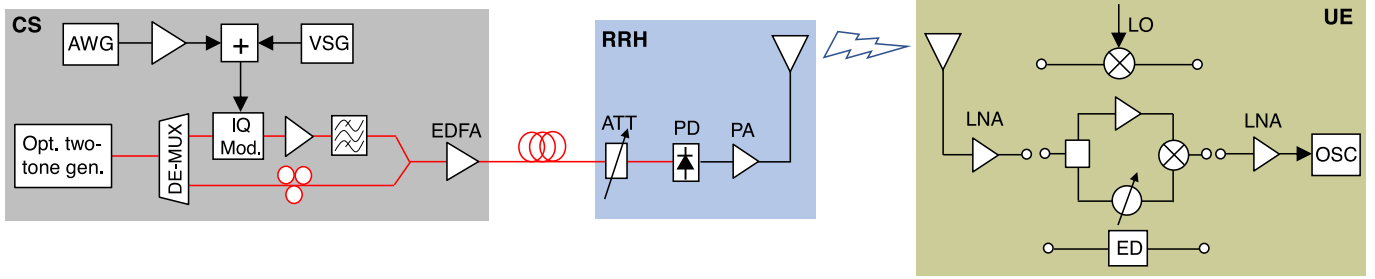 CS
AWG
+
VSG
Opt. two-
tone gen.
DE-MUX
IQ
Mod.
EDFA
RRH
ATT
PD
PA
UE
LO
LNA
LNA
OSC
ED